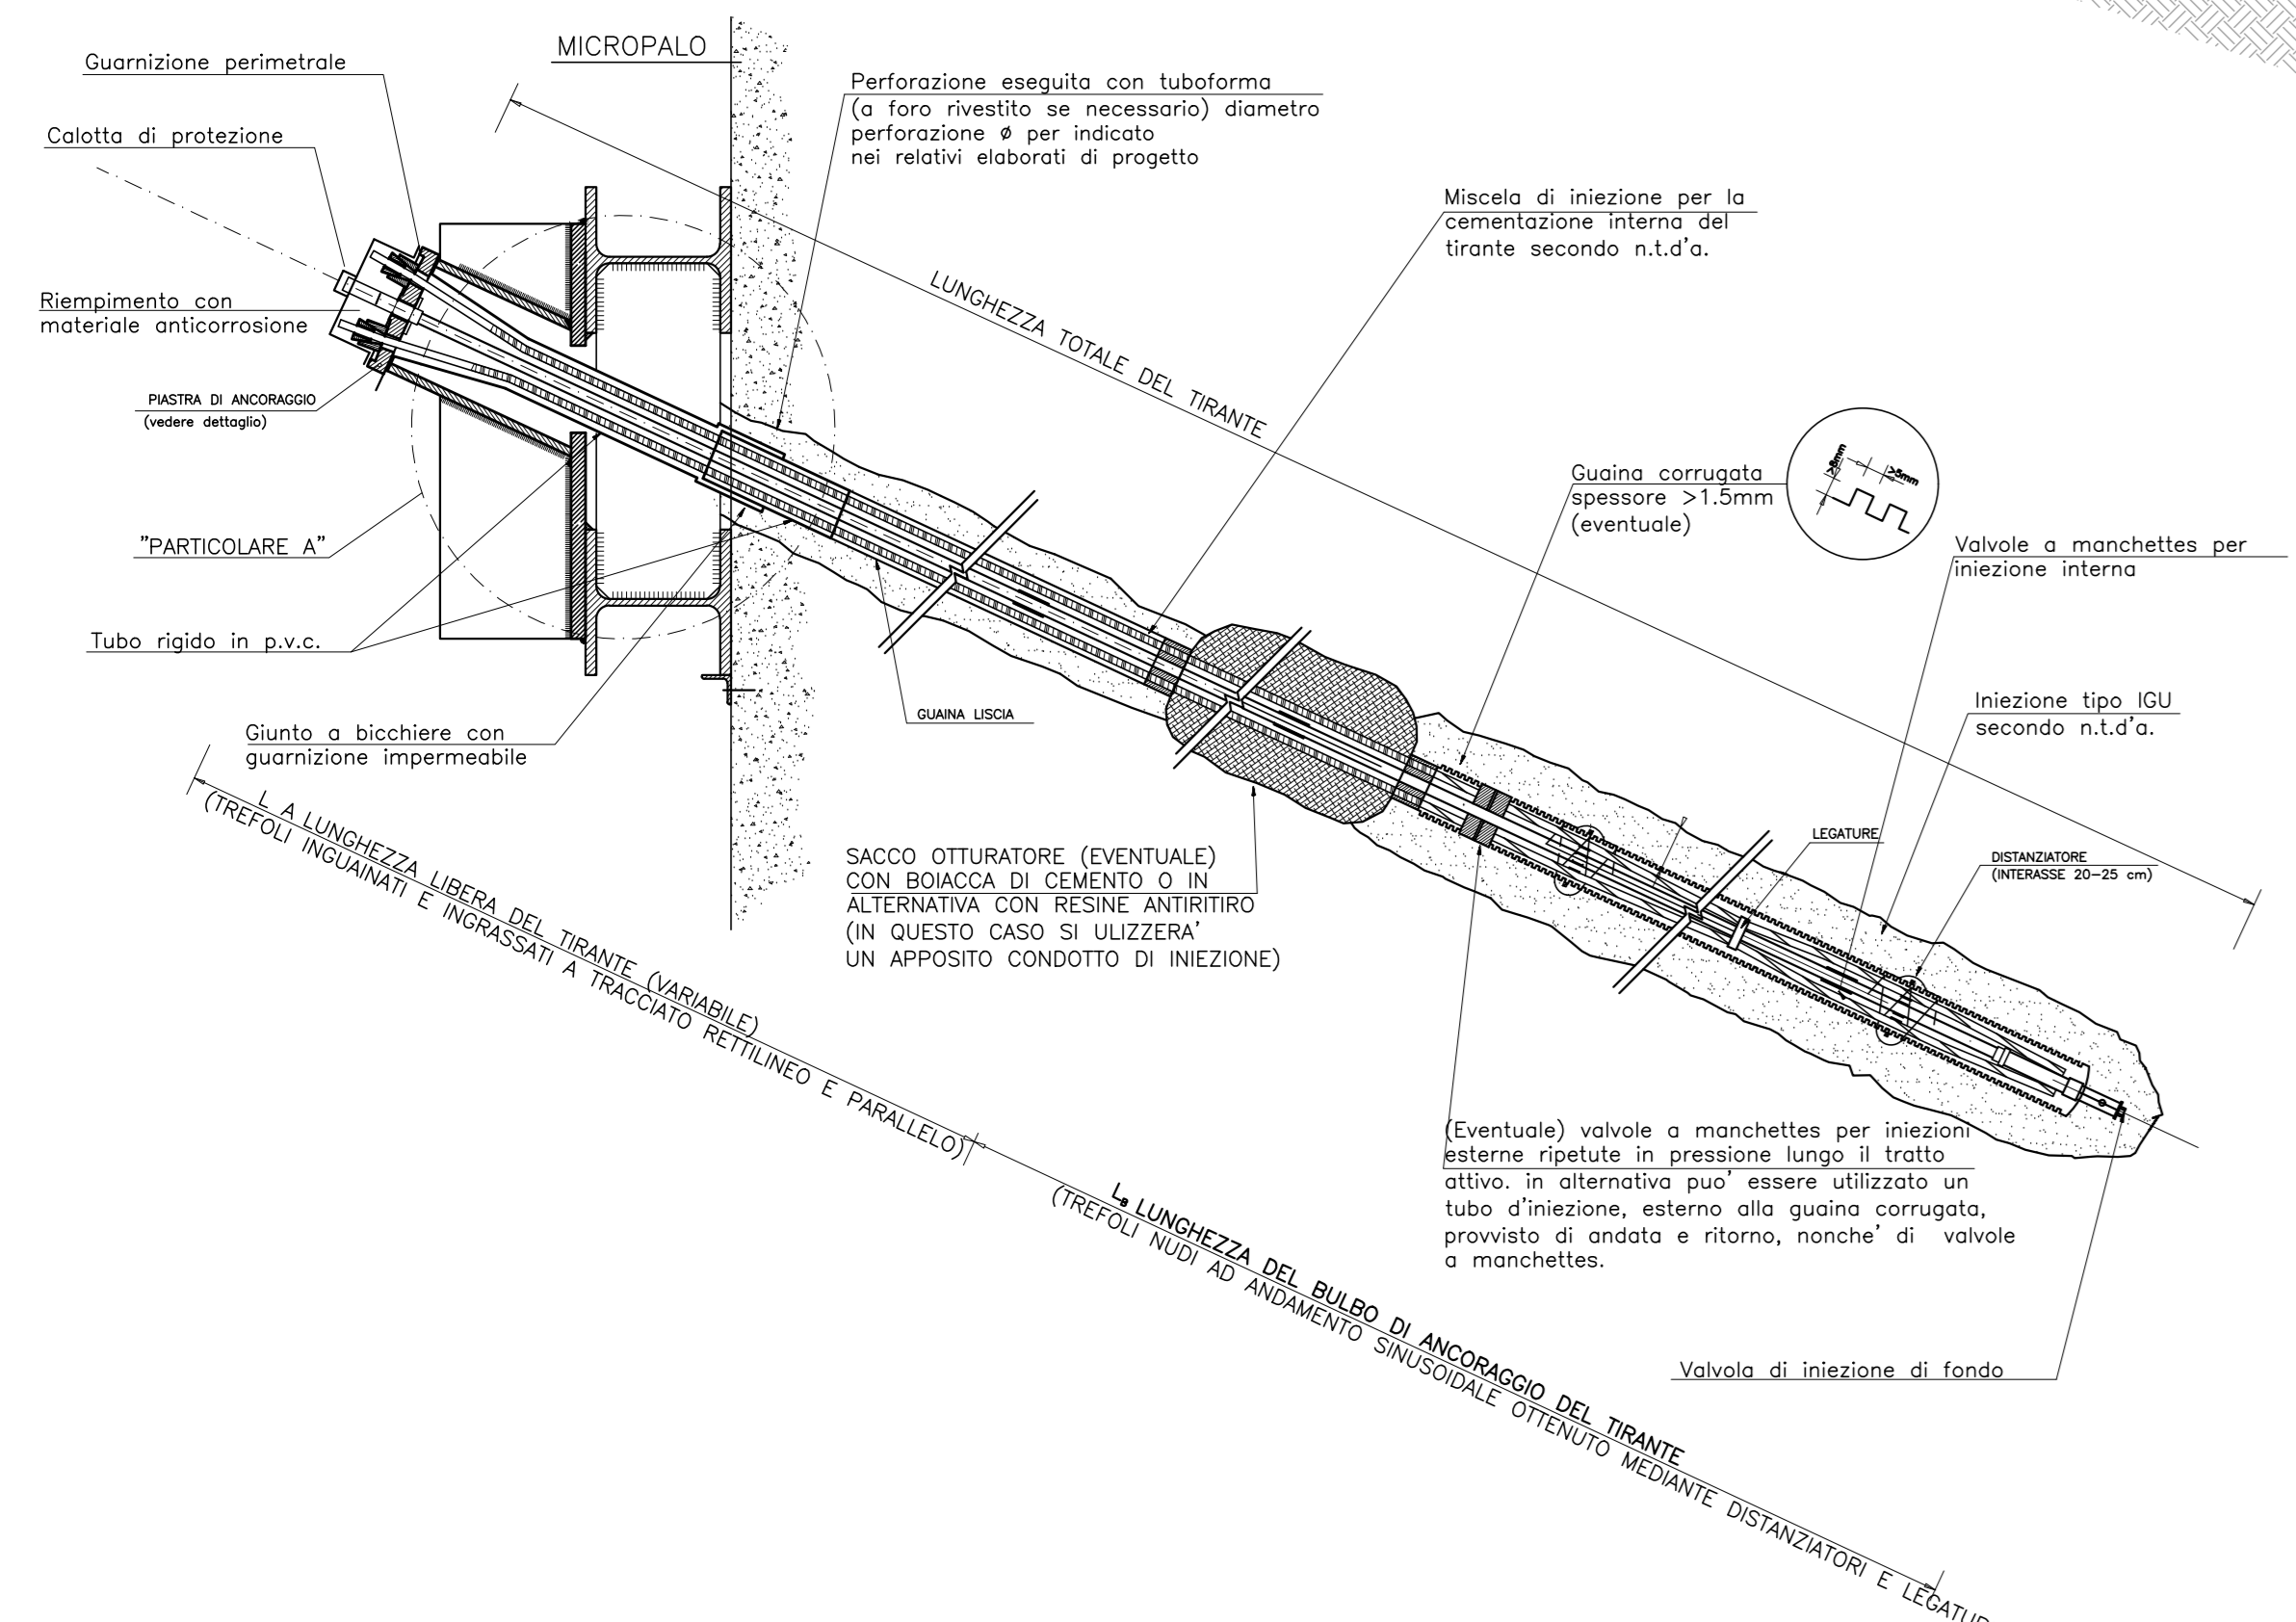 MICROPALO
Guarnizione perimetrale
Calotta di protezione
Riempimento con
materiale anticorrosione
PIASTRA DI ANCORAGGIO
(vedere dettaglio)
"PARTICOLARE A"
Tubo rigido in p.v.c.
Giunto a bicchiere con
guarnizione impermeabile
Perforazione eseguita con tuboforma
(a foro rivestito se necessario) diametro
perforazione ø per indicato
nei relativi elaborati di progetto
Miscela di iniezione per la
cementazione interna del
tirante secondo n.t.d'a.
LUNGHEZZA TOTALE DEL TIRANTE
Guaina corrugata
spessore >1.5mm
(eventuale)
>8mm
>5mm
Valvole a manchettes per
iniezione interna
Iniezione tipo IGU
secondo n.t.d'a.
GUAINA LISCIA
LEGATURE
DISTANZIATORE
(INTERASSE 20-25 cm)
SACCO OTTURATORE (EVENTUALE)
CON BOIACCA DI CEMENTO O IN
ALTERNATIVA CON RESINE ANTIRITIRO
(IN QUESTO CASO SI ULIZZERA'
UN APPOSITO CONDOTTO DI INIEZIONE)
L A LUNGHEZZA LIBERA DEL TIRANTE (VARIABILE)
(TREFOLI INGUAINATI E INGRASSATI A TRACCIATO RETTILINEO E PARALLELO)
(Eventuale) valvole a manchettes per iniezioni
esterne ripetute in pressione lungo il tratto
attivo. in alternativa puo' essere utilizzato un
tubo d'iniezione, esterno alla guaina corrugata,
provvisto di andata e ritorno, nonche' di valvole
a manchettes.
LB LUNGHEZZA DEL BULBO DI ANCORAGGIO DEL TIRANTE
(TREFOLI NUDI AD ANDAMENTO SINUSOIDALE OTTENUTO MEDIANTE DISTANZIATORI E LEGATUR
Valvola di iniezione di fondo